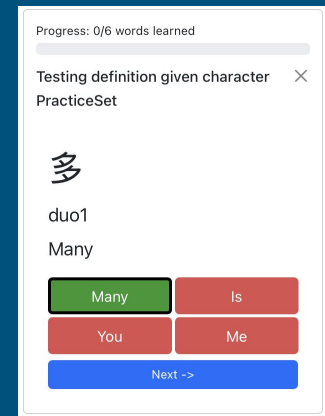 Progress: 0/6 words learned
Testing definition given character
PracticeSet
多
duo1
Many
Many Is
You Me
Next ->